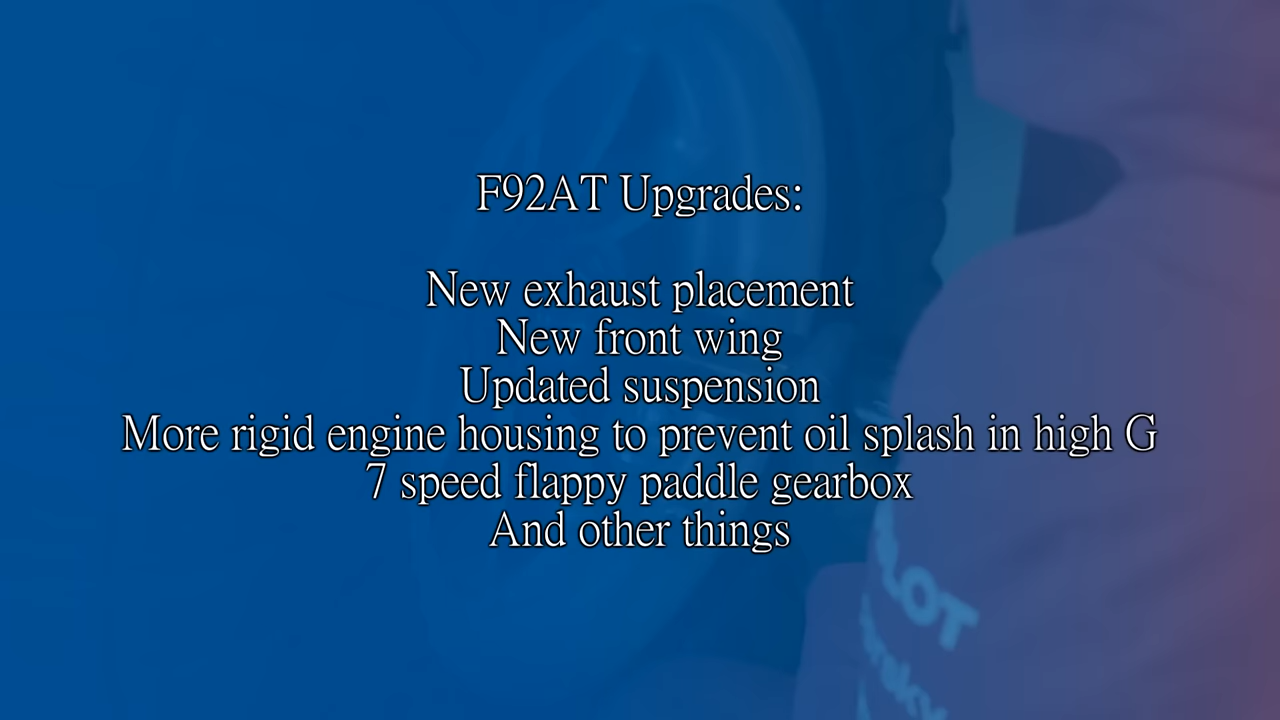 F92AT Upgrades:
New exhaust placement
New front wing
Updated suspension
More rigid engine housing to prevent oil splash in high G
7 speed flappy paddle gearbox
And other things